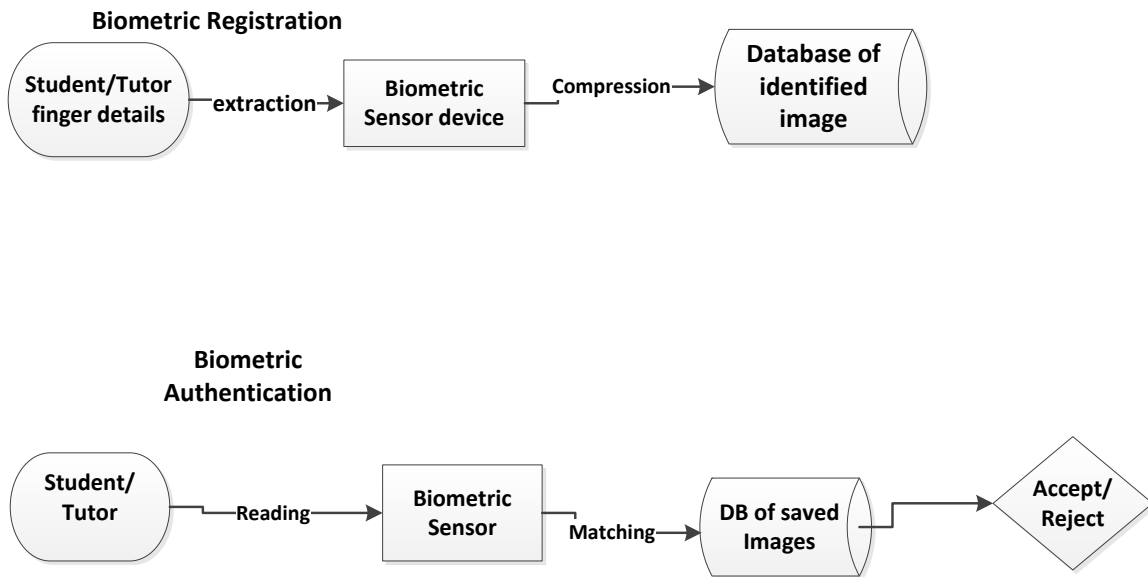 Biometric Registration
Student/Tutor
finger details
extraction
Biometric
Sensor device
Compression
Database of
identified
image
Biometric
Authentication
Student/
Tutor
Reading
Biometric
Sensor
Matching
DB of saved
Images
Accept/
Reject